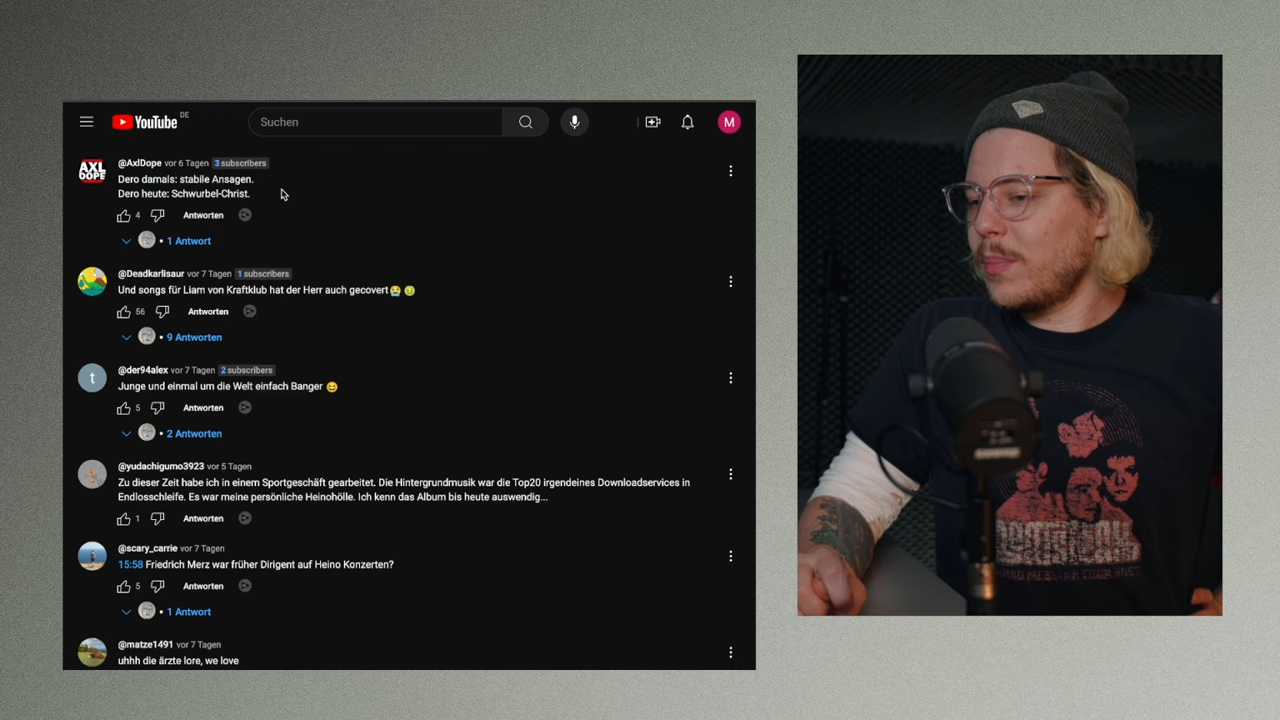 YouTube DE
Suchen
M
AXL
DOPE
@AxlDope vor 6 Tagen 3 subscribers
Dero damals: stabile Ansagen.
Dero heute: Schwurbel-Christ.
4 Antworten
• 1 Antwort
@Deadkarlisaur vor 7 Tagen 1 subscribers
Und songs für Liam von Kraftklub hat der Herr auch gecovert😭🤢
56 Antworten
• 9 Antworten
t
@der94alex vor 7 Tagen 2 subscribers
Junge und einmal um die Welt einfach Banger 😆
5 Antworten
• 2 Antworten
@yudachigumo3923 vor 5 Tagen
Zu dieser Zeit habe ich in einem Sportgeschäft gearbeitet. Die Hintergrundmusik war die Top20 irgendeines Downloadservices in
Endlosschleife. Es war meine persönliche Heinohölle. Ich kenn das Album bis heute auswendig...
1 Antworten
@scary_carrie vor 7 Tagen
15:58 Friedrich Merz war früher Dirigent auf Heino Konzerten?
5 Antworten
• 1 Antwort
@matze1491 vor 7 Tagen
uhhh die ärzte lore, we love